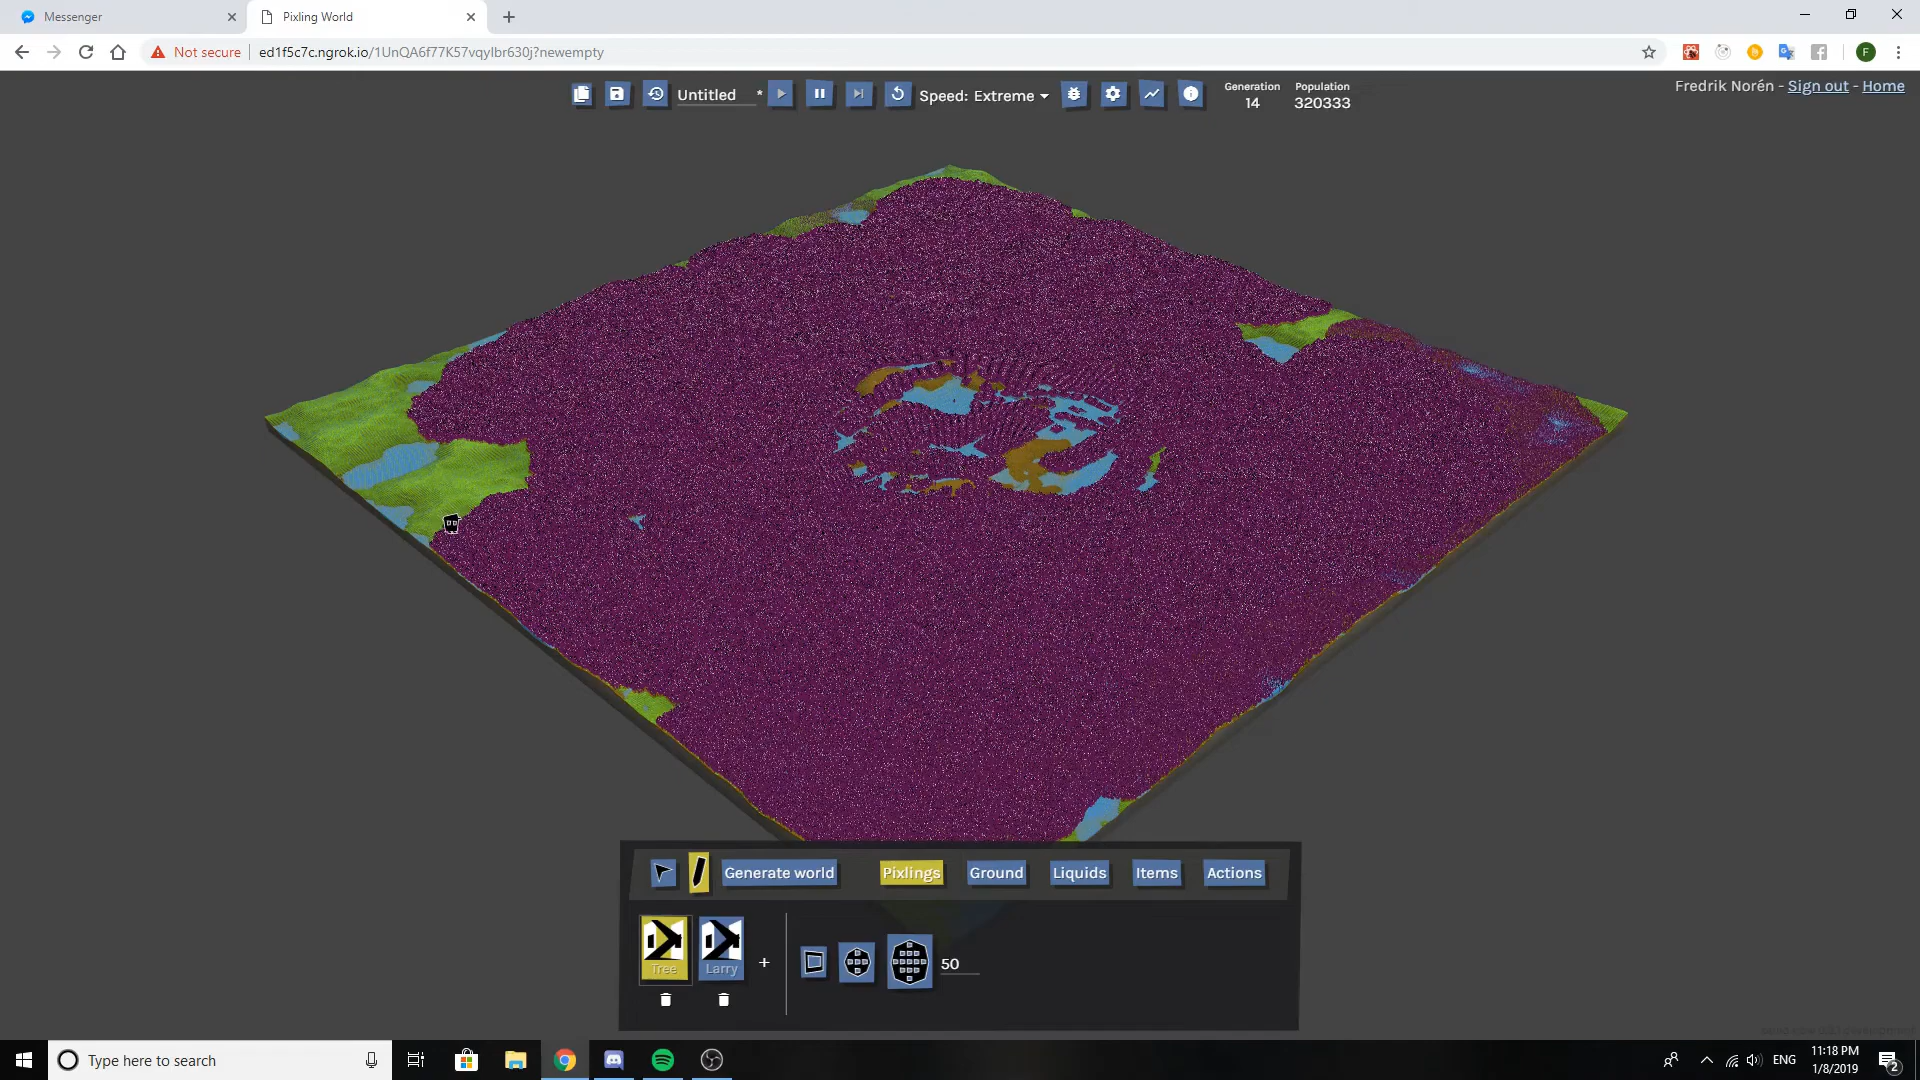 Messenger
Pixling World
Not secure
ed1f5c7c.ngrok.io/1UnQA6f77K57vqylbr630j?newempty
F
Untitled *
Speed: Extreme
Generation
14
Population
320333
Fredrik Norén - Sign out - Home
Generate world
Pixlings
Ground
Liquids
Items
Actions
Tree
Larry
+
50
Type here to search
ENG
11:18 PM
1/8/2019
2